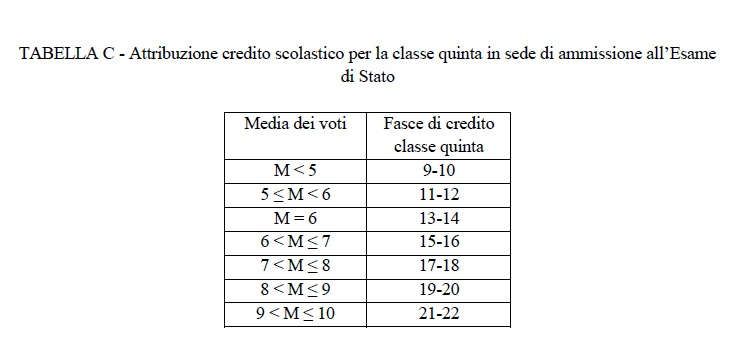 TABELLA C - Attribuzione credito scolastico per la classe quinta in sede di ammissione all’Esame
di Stato
Media dei voti
Fasce di credito
classe quinta
M < 5 9-10
5 ≤ M < 6 11-12
M = 6 13-14
6 < M ≤ 7 15-16
7 < M ≤ 8 17-18
8 < M ≤ 9 19-20
9 < M ≤ 10 21-22